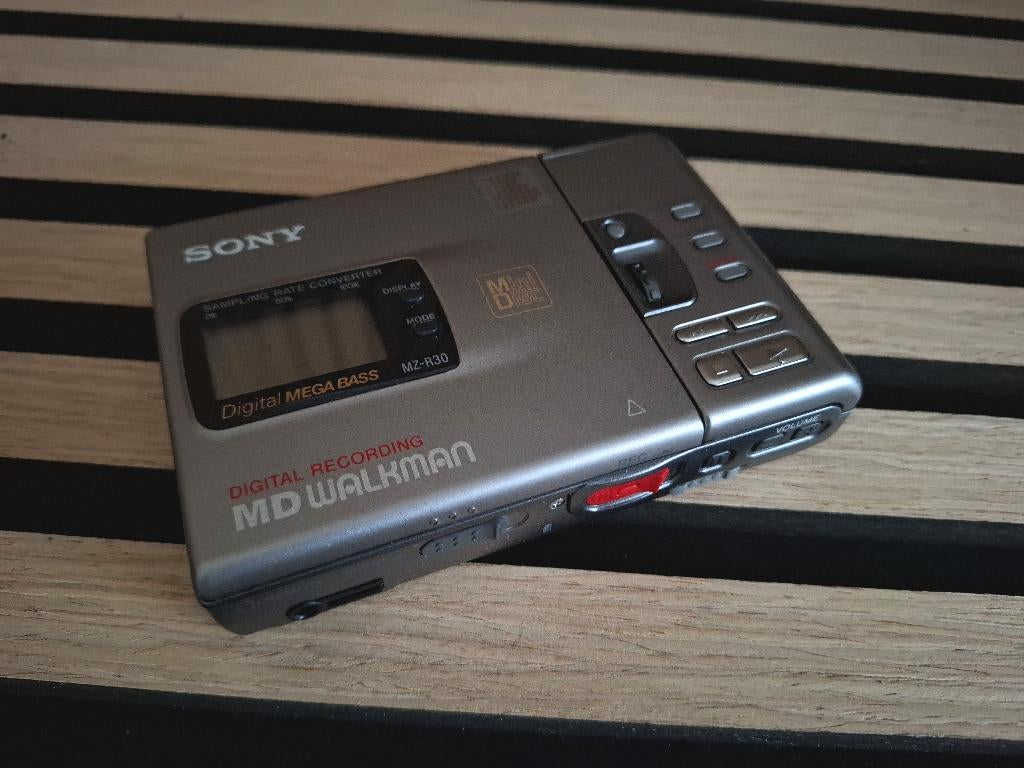 SONY
SAMPLING RATE CONVERTER
DISPLAY
MODE
MZ-R30
Digital MEGA BASS
MD
Mini
Disc
DIGITAL RECORDING
MD WALKMAN
REC
VOLUME